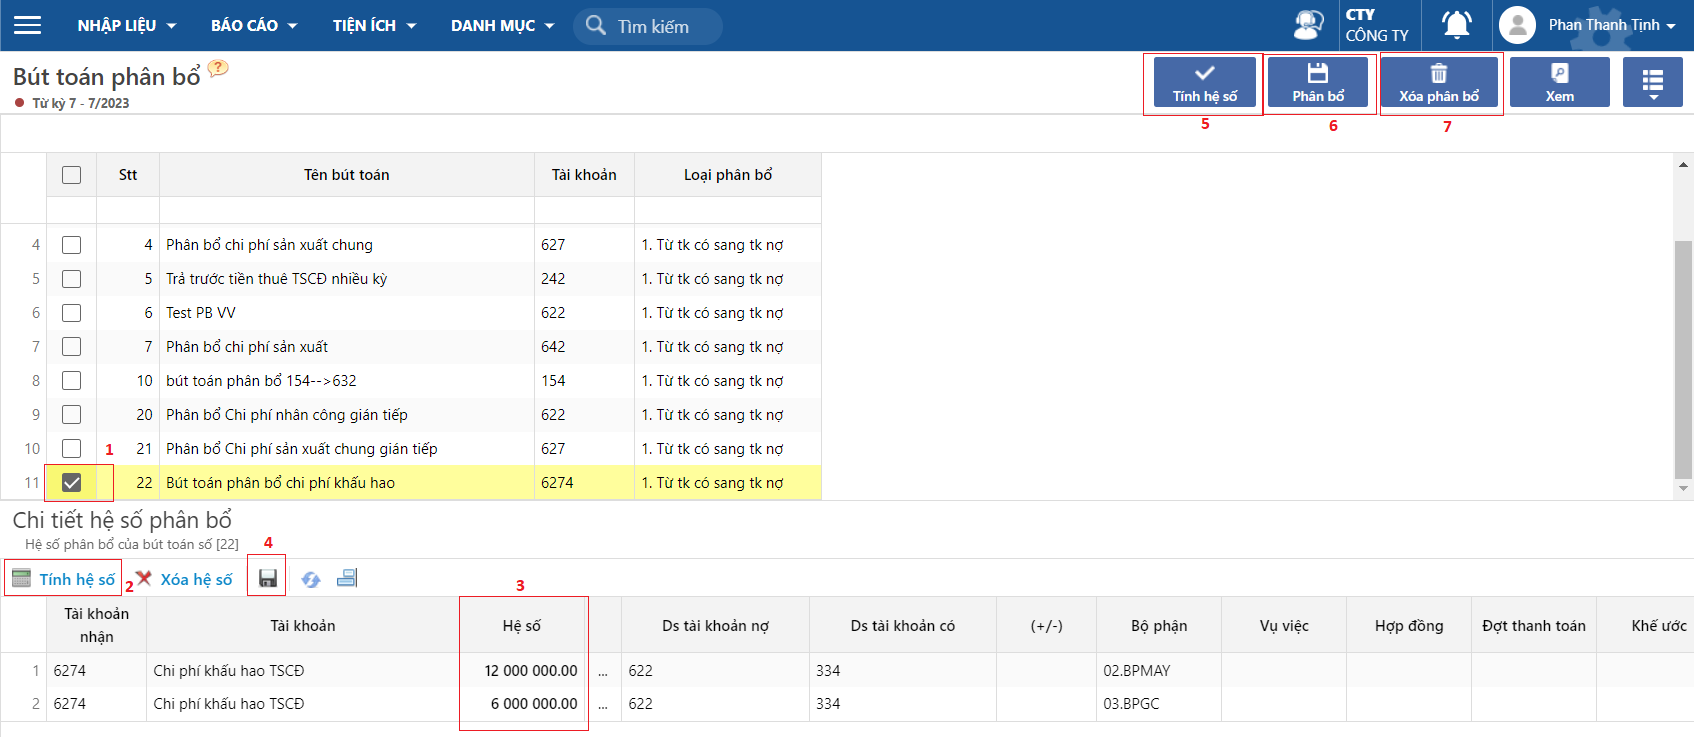 NHẬP LIỆU BÁO CÁO TIỆN ÍCH DANH MỤC Tìm kiếm CTY CÔNG TY Phan Thanh Tịnh
Bút toán phân bổ ?
Từ kỳ 7 - 7/2023
Tính hệ số Phân bổ Xóa phân bổ Xem
5 6 7
Stt Tên bút toán Tài khoản Loại phân bổ
4 4 Phân bổ chi phí sản xuất chung 627 1. Từ tk có sang tk nợ
5 5 Trả trước tiền thuê TSCĐ nhiều kỳ 242 1. Từ tk có sang tk nợ
6 6 Test PB VV 622 1. Từ tk có sang tk nợ
7 7 Phân bổ chi phí sản xuất 642 1. Từ tk có sang tk nợ
8 10 bút toán phân bổ 154-->632 154 1. Từ tk có sang tk nợ
9 20 Phân bổ Chi phí nhân công gián tiếp 622 1. Từ tk có sang tk nợ
10 1 21 Phân bổ Chi phí sản xuất chung gián tiếp 627 1. Từ tk có sang tk nợ
11 22 Bút toán phân bổ chi phí khấu hao 6274 1. Từ tk có sang tk nợ
Chi tiết hệ số phân bổ
Hệ số phân bổ của bút toán số [22] 4
Tính hệ số 2 Xóa hệ số 3
Tài khoản nhận Tài khoản Hệ số Ds tài khoản nợ Ds tài khoản có (+/-) Bộ phận Vụ việc Hợp đồng Đợt thanh toán Khế ước
1 6274 Chi phí khấu hao TSCĐ 12 000 000.00 ... 622 334 02.BPMAY
2 6274 Chi phí khấu hao TSCĐ 6 000 000.00 ... 622 334 03.BPGC